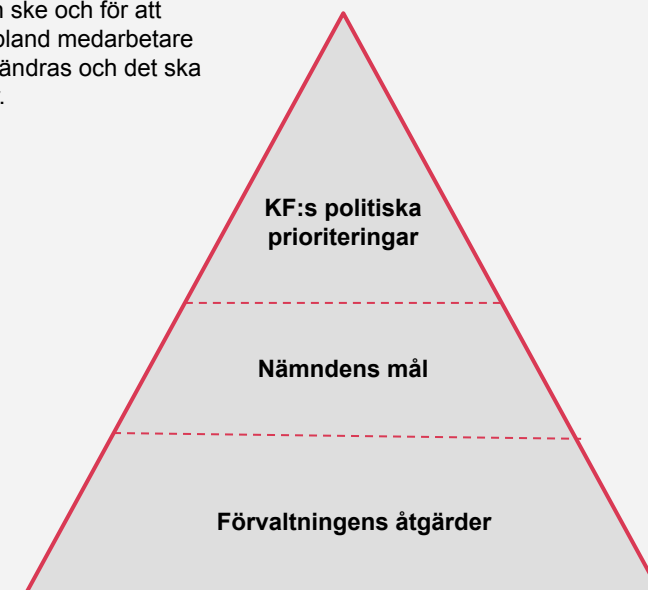 ske och för att
bland medarbetare
ändras och det ska
KF:s politiska
prioriteringar
Nämndens mål
Förvaltningens åtgärder